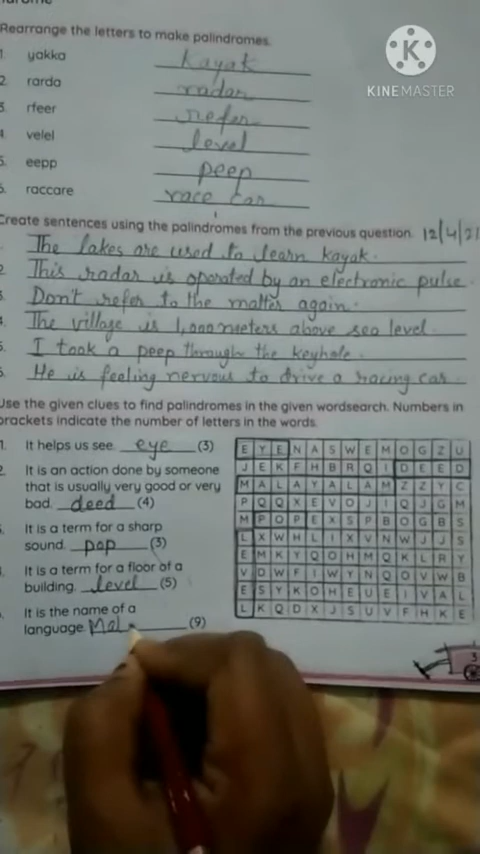 Rearrange the letters to make palindromes.
1. yakka kayak
2. rarda radar
3. rfeer refer
4. velel level
5. eepp peep
6. raccare race car
K
KINEMASTER
Create sentences using the palindromes from the previous question. 12/4/21
The lakes are used to learn kayak.
2. This radar is operated by an electronic pulse.
3. Don't refer to the matter again.
4. The village is 1,000 meters above sea level.
5. I took a peep through the keyhole.
6. He is feeling nervous to drive a racing car.
Use the given clues to find palindromes in the given wordsearch. Numbers in
brackets indicate the number of letters in the words.
1. It helps us see. eye (3)
2. It is an action done by someone
that is usually very good or very
bad. deed (4)
It is a term for a sharp
sound. pop (3)
It is a term for a floor of a
building. level (5)
It is the name of a
language. Mal (9)
E Y E N A S W E M O G Z U
J E K F H B R Q I D E E D
M A L A Y A L A M Z Z Y C
P Q Q X E V O J I Q J G M
M P O P E X S P B O G B S
L X W H L I X V N W J J S
E M K Y Q O H M Q K L R Y
V D W F I W Y N Q O V W B
E S Y K O H E U E I V A L
L K Q D X J S U V F H K E